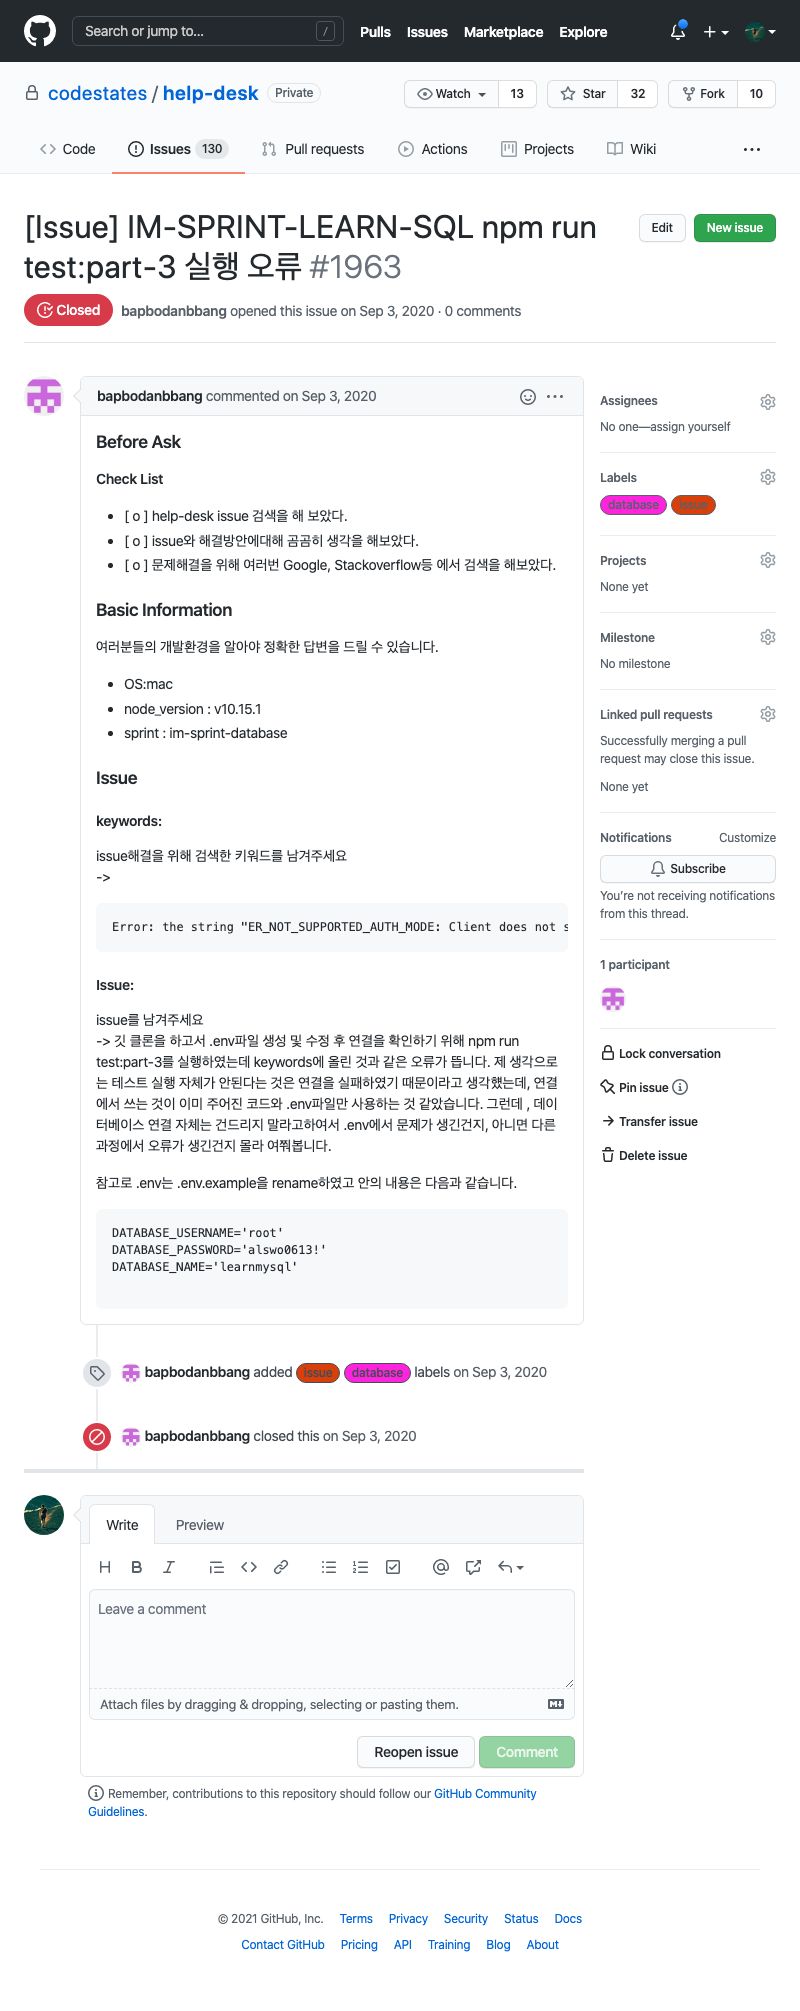 Search or jump to... /
Pulls Issues Marketplace Explore
codestates / help-desk Private
Watch 13 Star 32 Fork 10
Code Issues 130 Pull requests Actions Projects Wiki
[Issue] IM-SPRINT-LEARN-SQL npm run
test:part-3 실행 오류 #1963
Edit New issue
Closed bapbodanbbang opened this issue on Sep 3, 2020 · 0 comments
bapbodanbbang commented on Sep 3, 2020
Before Ask
Check List
[ o ] help-desk issue 검색을 해 보았다.
[ o ] issue와 해결방안에대해 곰곰히 생각을 해보았다.
[ o ] 문제해결을 위해 여러번 Google, Stackoverflow등 에서 검색을 해보았다.
Basic Information
여러분들의 개발환경을 알아야 정확한 답변을 드릴 수 있습니다.
OS:mac
node_version : v10.15.1
sprint : im-sprint-database
Issue
keywords:
issue해결을 위해 검색한 키워드를 남겨주세요
->
Error: the string "ER_NOT_SUPPORTED_AUTH_MODE: Client does not s
Issue:
issue를 남겨주세요
-> 깃 클론을 하고서 .env파일 생성 및 수정 후 연결을 확인하기 위해 npm run
test:part-3를 실행하였는데 keywords에 올린 것과 같은 오류가 뜹니다. 제 생각으로
는 테스트 실행 자체가 안된다는 것은 연결을 실패하였기 때문이라고 생각했는데, 연결
에서 쓰는 것이 이미 주어진 코드와 .env파일만 사용하는 것 같았습니다. 그런데 , 데이
터베이스 연결 자체는 건드리지 말라고하여서 .env에서 문제가 생긴건지, 아니면 다른
과정에서 오류가 생긴건지 몰라 여쭤봅니다.
참고로 .env는 .env.example을 rename하였고 안의 내용은 다음과 같습니다.
DATABASE_USERNAME='root'
DATABASE_PASSWORD='alswo0613!'
DATABASE_NAME='learnmysql'
bapbodanbbang added issue database labels on Sep 3, 2020
bapbodanbbang closed this on Sep 3, 2020
Assignees
No one—assign yourself
Labels
database issue
Projects
None yet
Milestone
No milestone
Linked pull requests
Successfully merging a pull
request may close this issue.
None yet
Notifications Customize
Subscribe
You're not receiving notifications
from this thread.
1 participant
Lock conversation
Pin issue
Transfer issue
Delete issue
Write Preview
Leave a comment
Attach files by dragging & dropping, selecting or pasting them.
Reopen issue Comment
Remember, contributions to this repository should follow our GitHub Community
Guidelines.
© 2021 GitHub, Inc. Terms Privacy Security Status Docs
Contact GitHub Pricing API Training Blog About